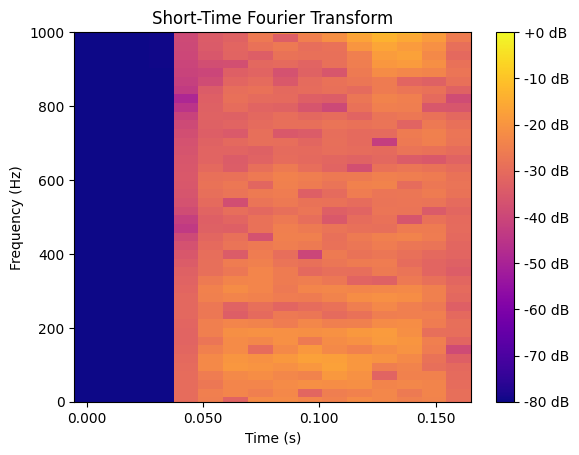 Short-Time Fourier Transform
1000
800
600
400
200
0
Frequency (Hz)
0.000
0.050
0.100
0.150
Time (s)
+0 dB
-10 dB
-20 dB
-30 dB
-40 dB
-50 dB
-60 dB
-70 dB
-80 dB